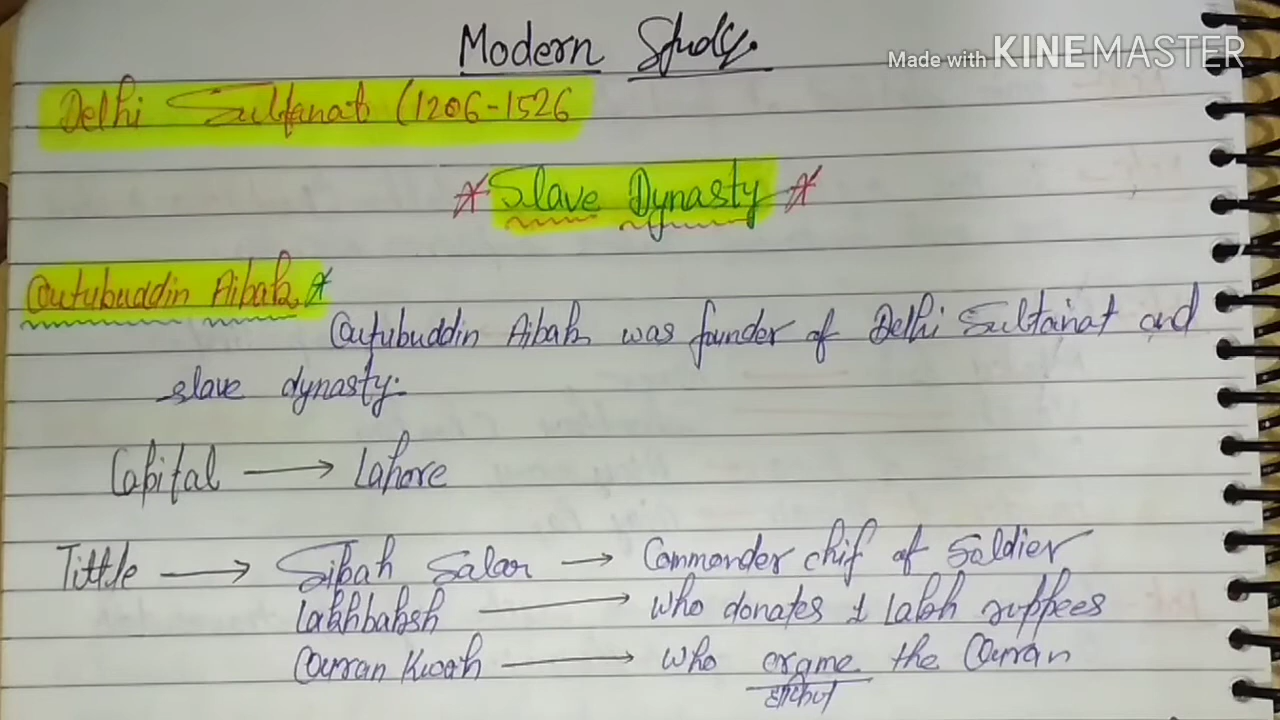 Modern Study.
Made with KINEMASTER
Delhi Sultanat (1206-1526
Slave Dynasty
Qutubuddin Aibak
Qutubuddin Aibak was founder of Delhi Sultanat and
slave dynasty.
Capital → Lahore
Tittle → Sipah Salar → Commander chif of Soldier
Lakhbaksh → Who donates 1 Lakh ruppees
Quran Kwah → Who erame the Quran
हाफिज